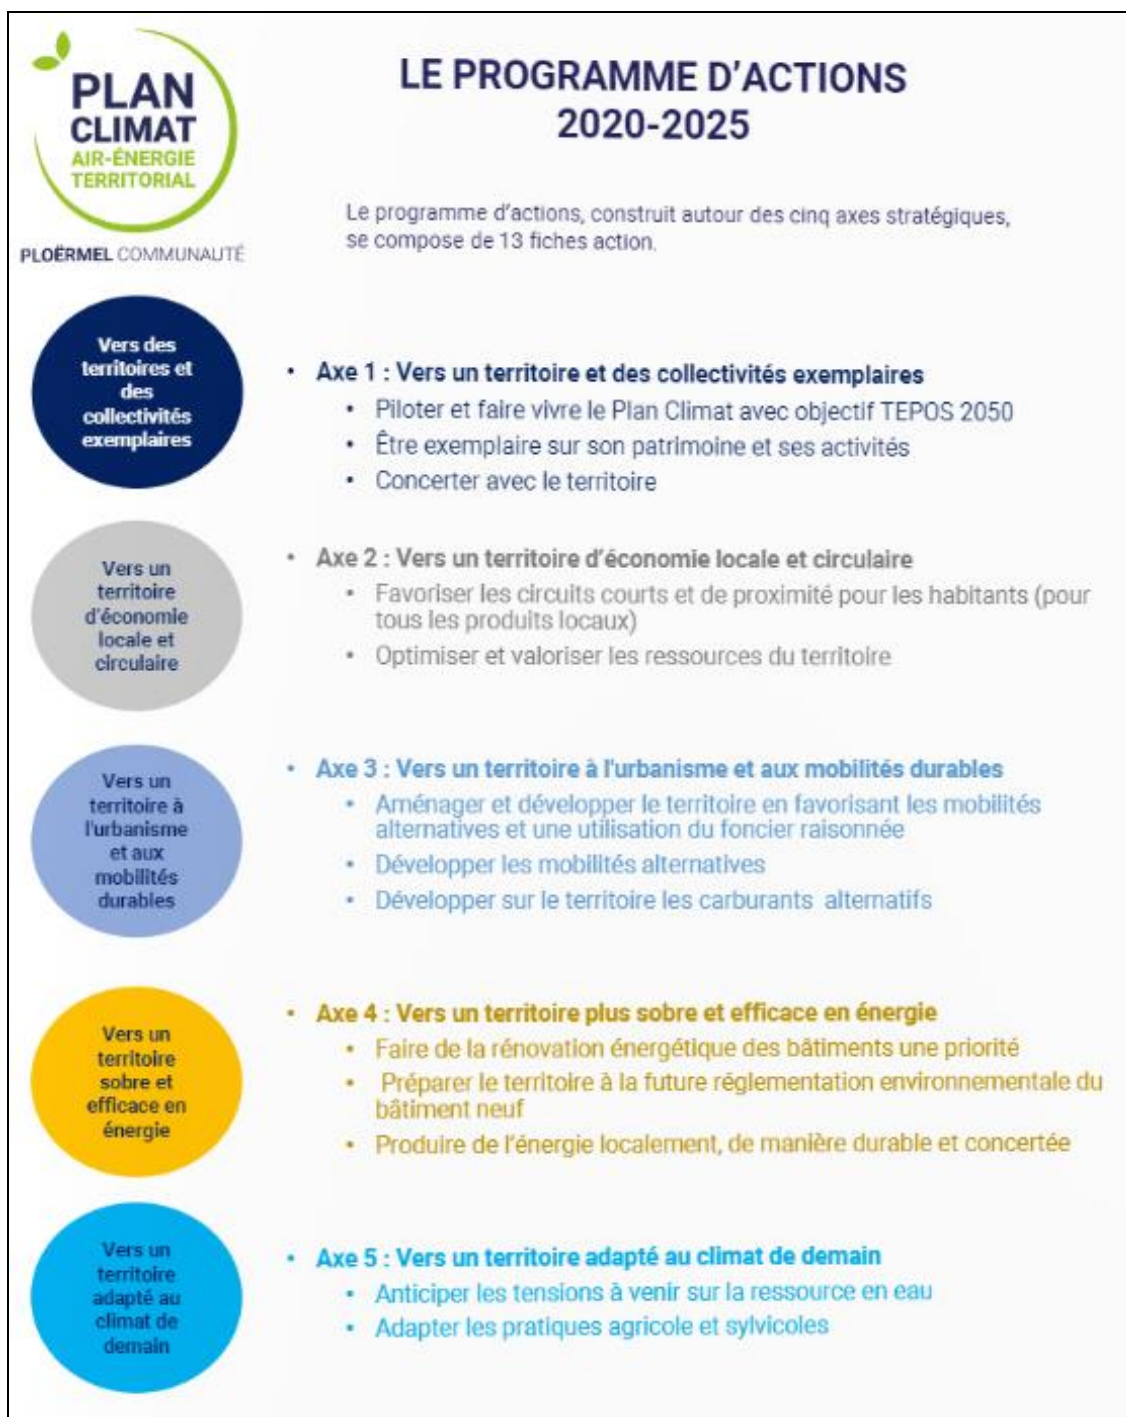 PLAN
CLIMAT
AIR-ÉNERGIE
TERRITORIAL
PLOËRMEL COMMUNAUTÉ
LE PROGRAMME D'ACTIONS
2020-2025
Le programme d'actions, construit autour des cinq axes stratégiques,
se compose de 13 fiches action.
Vers des
territoires et
des
collectivités
exemplaires
• Axe 1 : Vers un territoire et des collectivités exemplaires
• Piloter et faire vivre le Plan Climat avec objectif TEPOS 2050
• Être exemplaire sur son patrimoine et ses activités
• Concerter avec le territoire
Vers un
territoire
d'économie
locale et
circulaire
• Axe 2 : Vers un territoire d'économie locale et circulaire
• Favoriser les circuits courts et de proximité pour les habitants (pour
tous les produits locaux)
• Optimiser et valoriser les ressources du territoire
Vers un
territoire à
l'urbanisme
et aux
mobilités
durables
• Axe 3 : Vers un territoire à l'urbanisme et aux mobilités durables
• Aménager et développer le territoire en favorisant les mobilités
alternatives et une utilisation du foncier raisonnée
• Développer les mobilités alternatives
• Développer sur le territoire les carburants alternatifs
Vers un
territoire
sobre et
efficace en
énergie
• Axe 4 : Vers un territoire plus sobre et efficace en énergie
• Faire de la rénovation énergétique des bâtiments une priorité
• Préparer le territoire à la future réglementation environnementale du
bâtiment neuf
• Produire de l'énergie localement, de manière durable et concertée
Vers un
territoire
adapté au
climat de
demain
• Axe 5 : Vers un territoire adapté au climat de demain
• Anticiper les tensions à venir sur la ressource en eau
• Adapter les pratiques agricole et sylvicoles